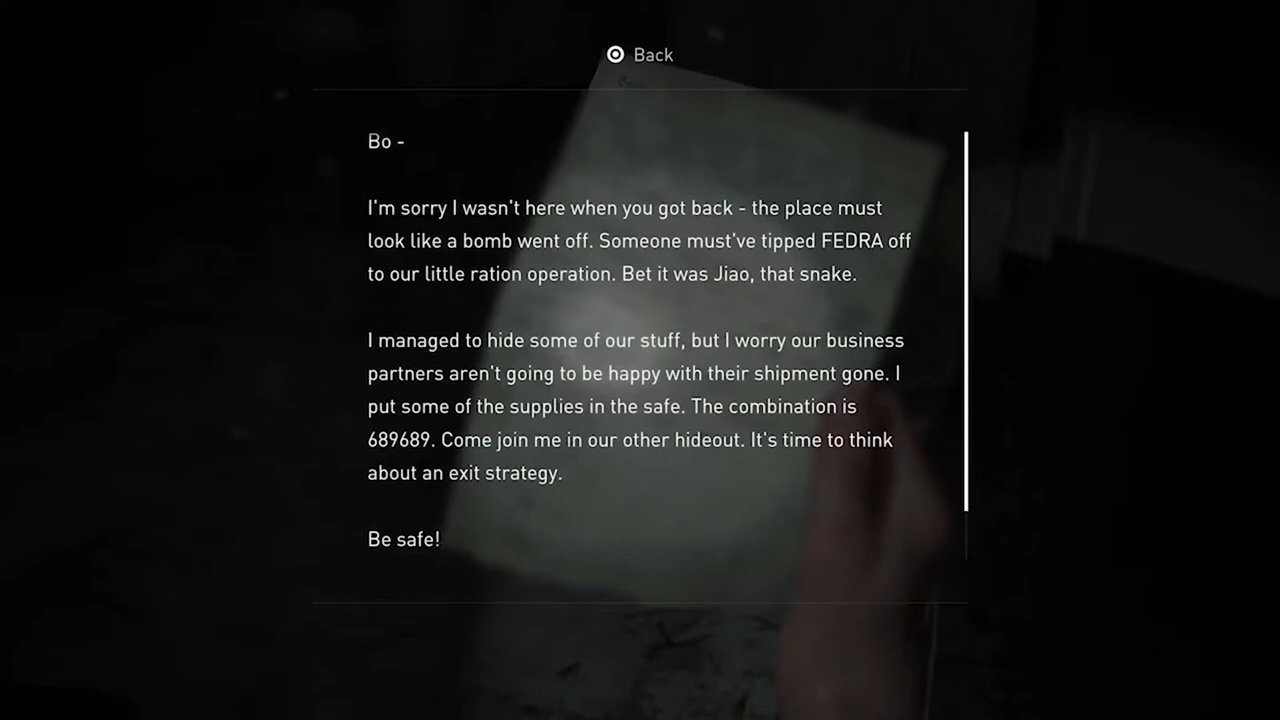 Back
Bo -
I'm sorry I wasn't here when you got back - the place must
look like a bomb went off. Someone must've tipped FEDRA off
to our little ration operation. Bet it was Jiao, that snake.
I managed to hide some of our stuff, but I worry our business
partners aren't going to be happy with their shipment gone. I
put some of the supplies in the safe. The combination is
689689. Come join me in our other hideout. It's time to think
about an exit strategy.
Be safe!